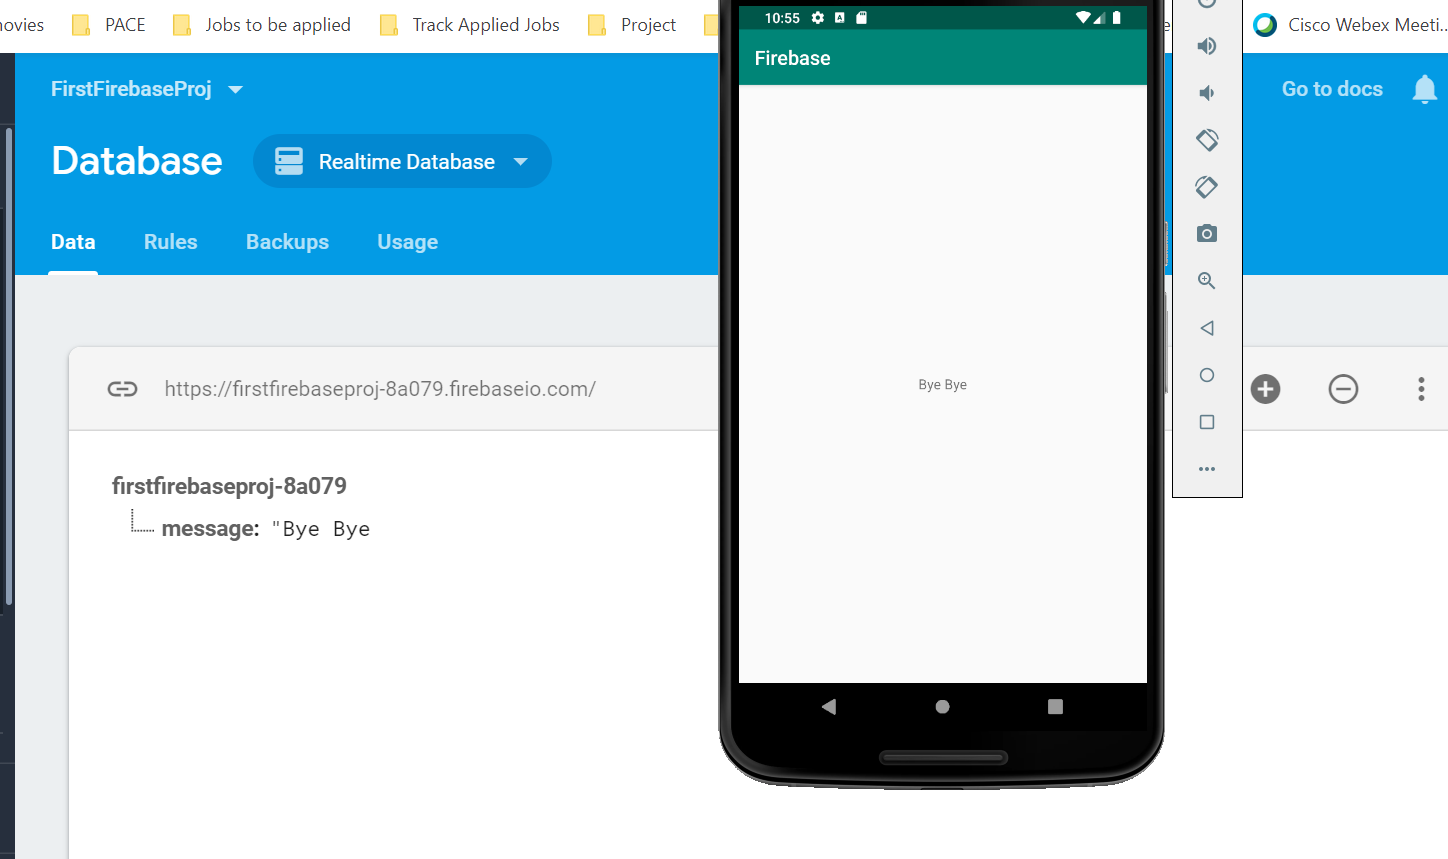 PACE
Jobs to be applied
Track Applied Jobs
Project
Cisco Webex Meeti...
FirstFirebaseProj
Go to docs
Database
Realtime Database
Data
Rules
Backups
Usage
https://firstfirebaseproj-8a079.firebaseio.com/
firstfirebaseproj-8a079
message: "Bye Bye
10:55
Firebase
Bye Bye